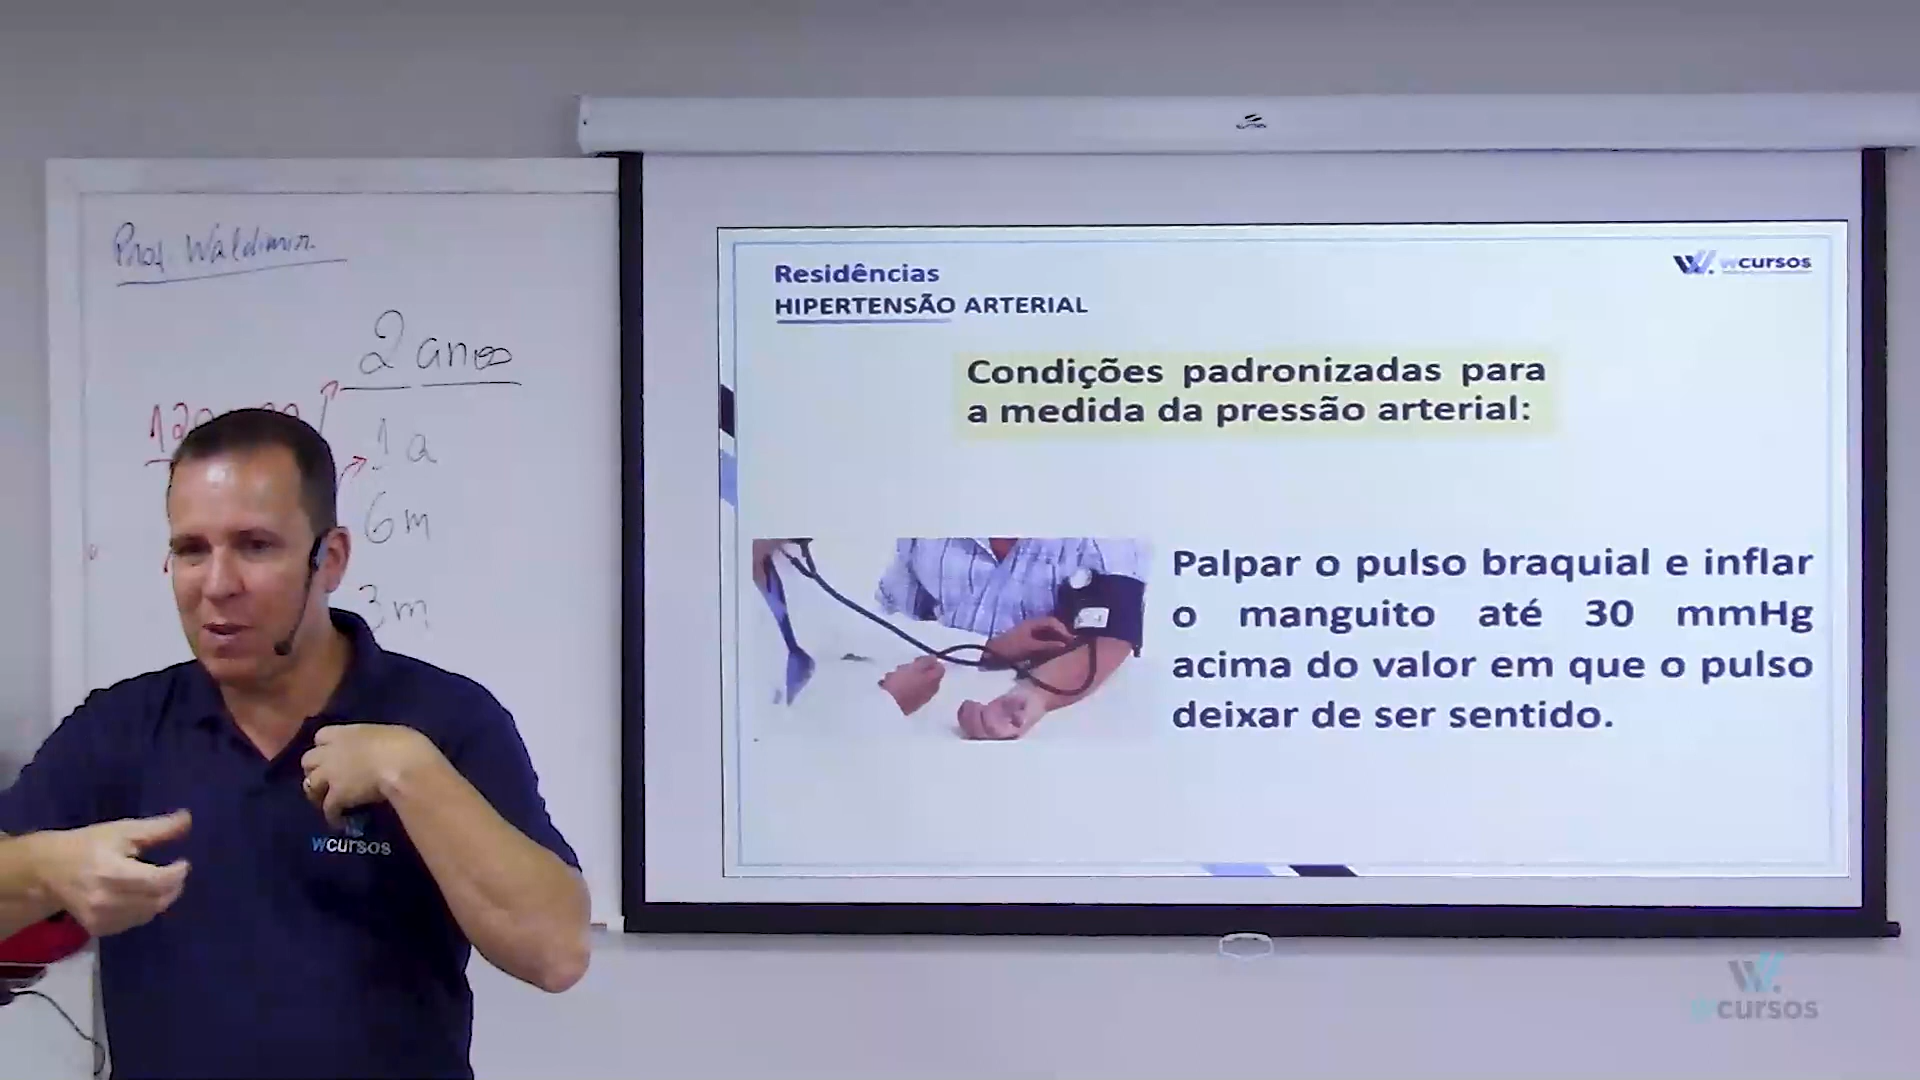 Prof. Waldimir
2 anos
1 a
6 m
3 m
Residências
HIPERTENSÃO ARTERIAL
wcursos
Condições padronizadas para
a medida da pressão arterial:
Palpar o pulso braquial e inflar
o manguito até 30 mmHg
acima do valor em que o pulso
deixar de ser sentido.
wcursos
wcursos